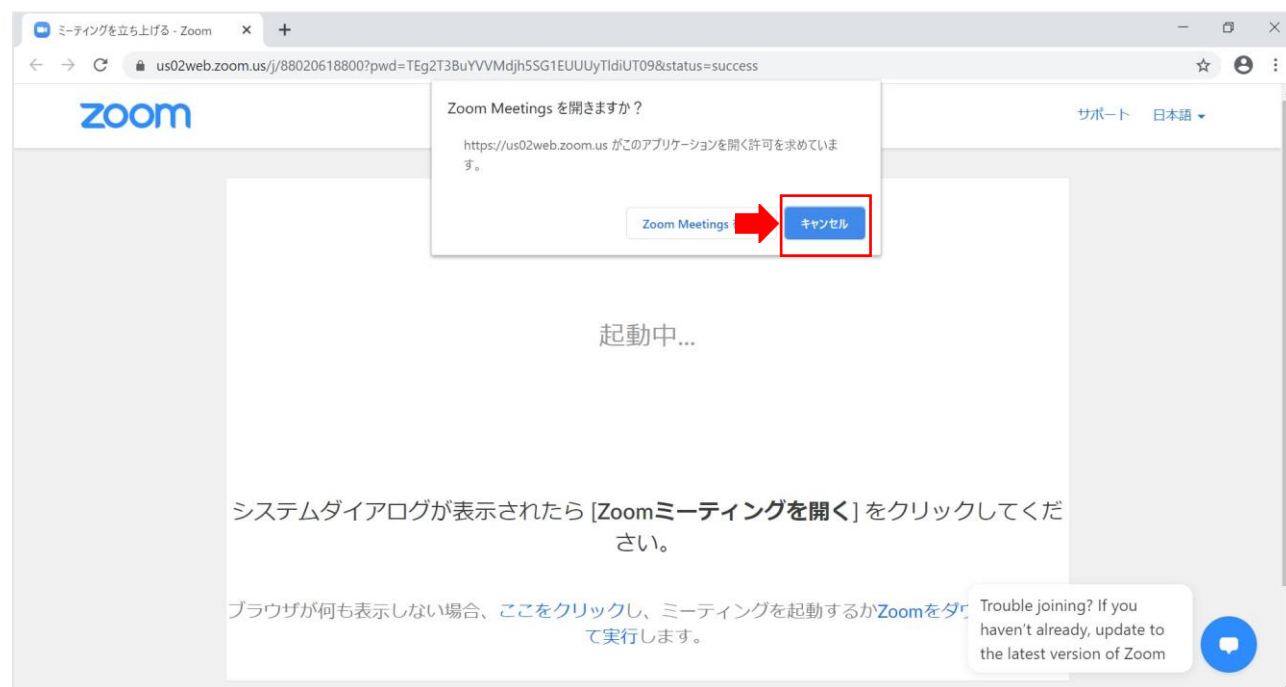 ミーティングを立ち上げる - Zoom
us02web.zoom.us/j/88020618800?pwd=TEg2T3BuYVVMdjh5SG1EUUUyTldiUT09&status=success
zoom
サポート 日本語
Zoom Meetings を開きますか？
https://us02web.zoom.us がこのアプリケーションを開く許可を求めていま
す。
Zoom Meetings
キャンセル
起動中...
システムダイアログが表示されたら [Zoomミーティングを開く] をクリックしてくだ
さい。
ブラウザが何も表示しない場合、ここをクリックし、ミーティングを起動するかZoomをダウ
て実行します。
Trouble joining? If you
haven't already, update to
the latest version of Zoom